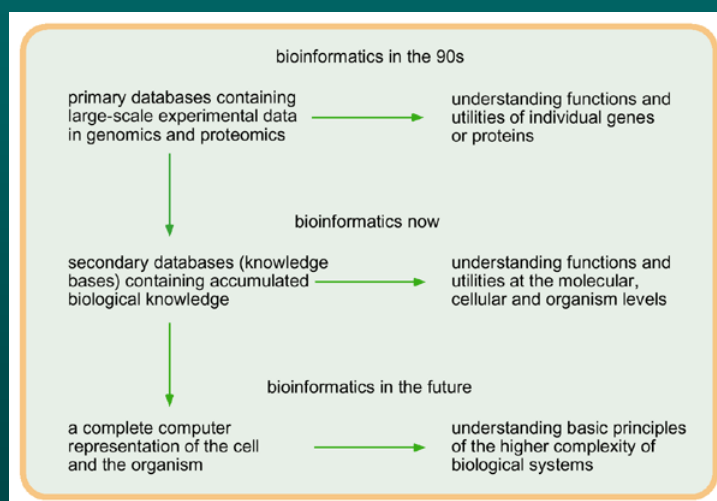 bioinformatics in the 90s
primary databases containing
large-scale experimental data
in genomics and proteomics
understanding functions and
utilities of individual genes
or proteins
bioinformatics now
secondary databases (knowledge
bases) containing accumulated
biological knowledge
understanding functions and
utilities at the molecular,
cellular and organism levels
bioinformatics in the future
a complete computer
representation of the cell
and the organism
understanding basic principles
of the higher complexity of
biological systems